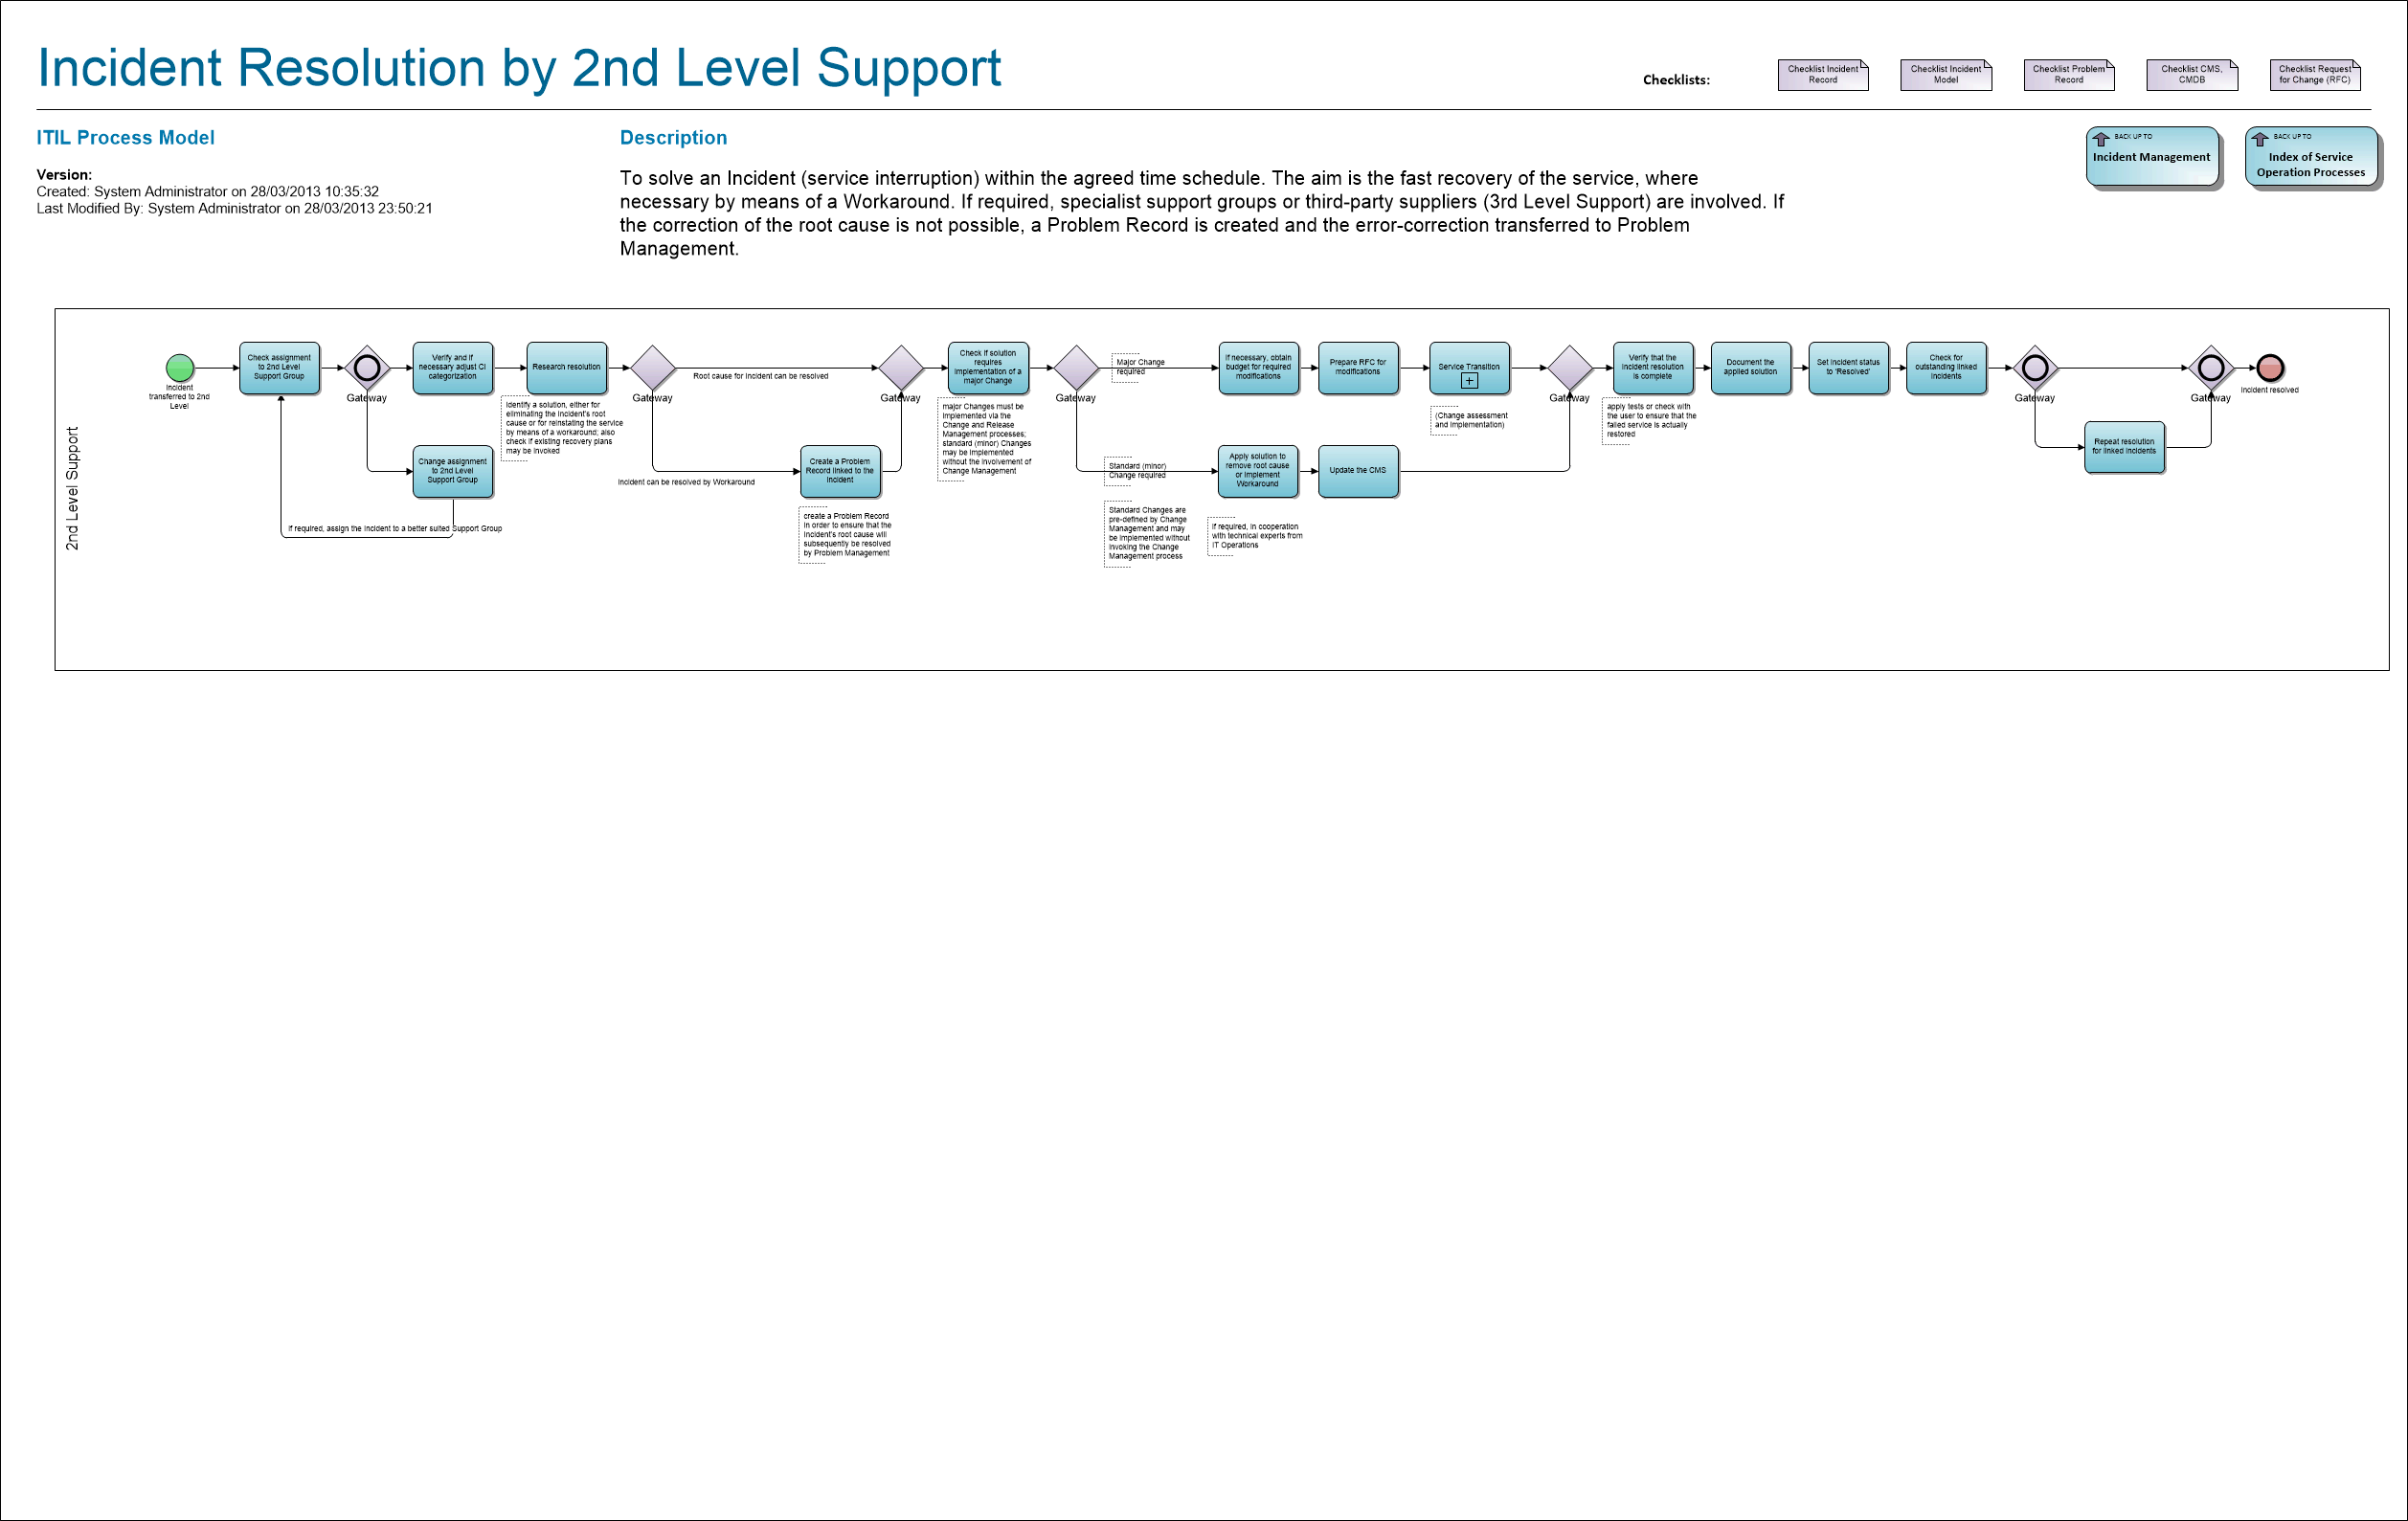 Incident Resolution by 2nd Level Support
Checklists:
Checklist Incident
Record
Checklist Incident
Model
Checklist Problem
Record
Checklist CMS,
CMDB
Checklist Request
for Change (RFC)
ITIL Process Model
Version:
Created: System Administrator on 28/03/2013 10:35:32
Last Modified By: System Administrator on 28/03/2013 23:50:21
Description
To solve an Incident (service interruption) within the agreed time schedule. The aim is the fast recovery of the service, where
necessary by means of a Workaround. If required, specialist support groups or third-party suppliers (3rd Level Support) are involved. If
the correction of the root cause is not possible, a Problem Record is created and the error-correction transferred to Problem
Management.
BACK UP TO
Incident Management
BACK UP TO
Index of Service
Operation Processes
2nd Level Support
Incident
transferred to 2nd
Level
Check assignment
to 2nd Level
Support Group
Gateway
Verify and if
necessary adjust CI
categorization
Change assignment
to 2nd Level
Support Group
If required, assign the Incident to a better suited Support Group
Research resolution
Identify a solution, either for
eliminating the Incident's root
cause or for reinstating the service
by means of a workaround; also
check if existing recovery plans
may be invoked
Gateway
Root cause for Incident can be resolved
Incident can be resolved by Workaround
Create a Problem
Record linked to the
Incident
create a Problem Record
in order to ensure that the
Incident's root cause will
subsequently be resolved
by Problem Management
Gateway
Check if solution
requires
implementation of a
major Change
major Changes must be
implemented via the
Change and Release
Management processes;
standard (minor) Changes
may be implemented
without the involvement of
Change Management
Gateway
Major Change
required
Standard (minor)
Change required
Standard Changes are
pre-defined by Change
Management and may
be implemented without
invoking the Change
Management process
If necessary, obtain
budget for required
modifications
Prepare RFC for
modifications
Service Transition
(Change assessment
and implementation)
Apply solution to
remove root cause
or implement
Workaround
if required, in cooperation
with technical experts from
IT Operations
Update the CMS
Gateway
Verify that the
incident resolution
is complete
apply tests or check with
the user to ensure that the
failed service is actually
restored
Document the
applied solution
Set Incident status
to 'Resolved'
Check for
outstanding linked
Incidents
Gateway
Repeat resolution
for linked Incidents
Gateway
Incident resolved